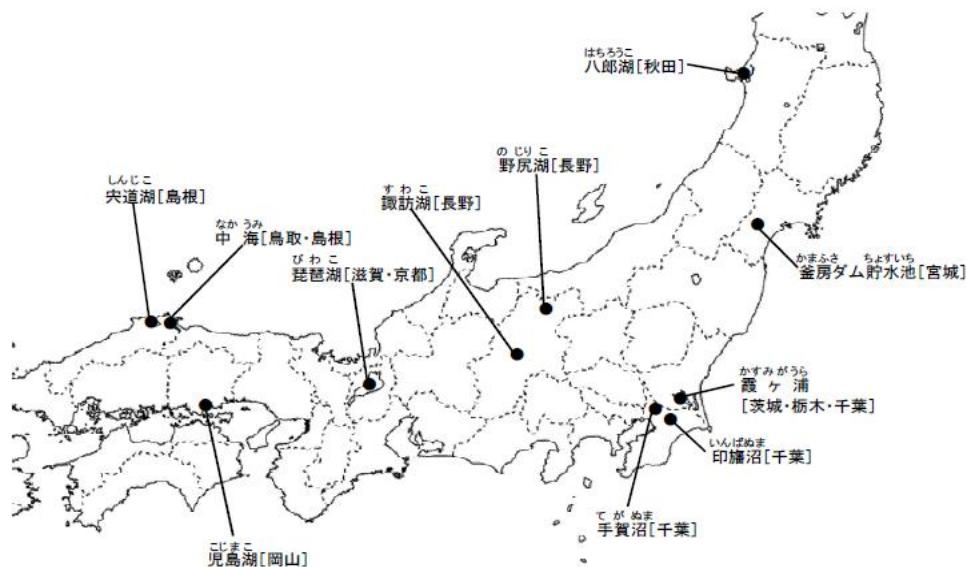 はちろうこ
八郎湖[秋田]
のじりこ
野尻湖[長野]
しんじこ
宍道湖[島根]
すわこ
諏訪湖[長野]
なかうみ
中海[鳥取・島根]
びわこ
琵琶湖[滋賀・京都]
かまふさ ちょすいち
釜房ダム貯水池[宮城]
かすみがうら
霞ヶ浦
[茨城・栃木・千葉]
いんばぬま
印旛沼[千葉]
てがぬま
手賀沼[千葉]
こじまこ
児島湖[岡山]